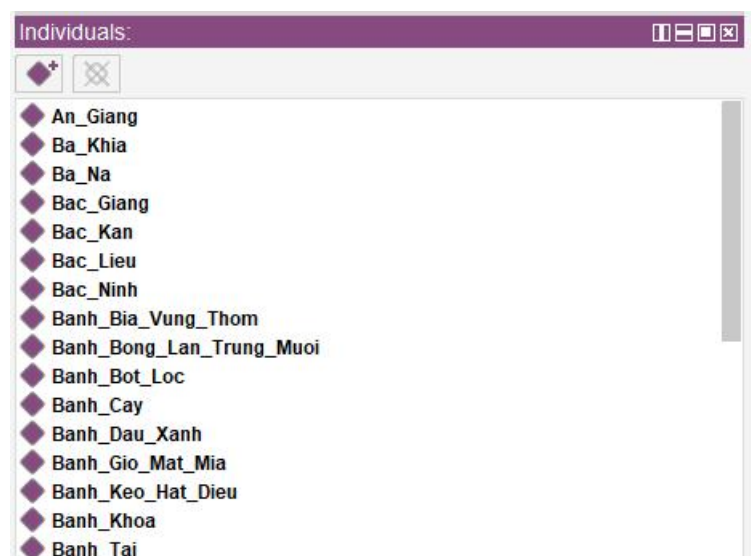 Individuals:
An_Giang
Ba_Khia
Ba_Na
Bac_Giang
Bac_Kan
Bac_Lieu
Bac_Ninh
Banh_Bia_Vung_Thom
Banh_Bong_Lan_Trung_Muoi
Banh_Bot_Loc
Banh_Cay
Banh_Dau_Xanh
Banh_Gio_Mat_Mia
Banh_Keo_Hat_Dieu
Banh_Khoa
Banh_Tai